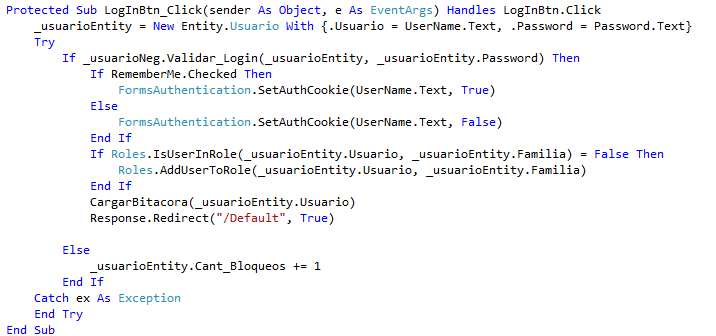 Protected Sub LogInBtn_Click(sender As Object, e As EventArgs) Handles LogInBtn.Click
    _usuarioEntity = New Entity.Usuario With {.Usuario = UserName.Text, .Password = Password.Text}
    Try
        If _usuarioNeg.Validar_Login(_usuarioEntity, _usuarioEntity.Password) Then
            If RememberMe.Checked Then
                FormsAuthentication.SetAuthCookie(UserName.Text, True)
            Else
                FormsAuthentication.SetAuthCookie(UserName.Text, False)
            End If
            If Roles.IsUserInRole(_usuarioEntity.Usuario, _usuarioEntity.Familia) = False Then
                Roles.AddUserToRole(_usuarioEntity.Usuario, _usuarioEntity.Familia)
            End If
            CargarBitacora(_usuarioEntity.Usuario)
            Response.Redirect("/Default", True)

        Else
            _usuarioEntity.Cant_Bloqueos += 1
        End If
    Catch ex As Exception
    End Try
End Sub